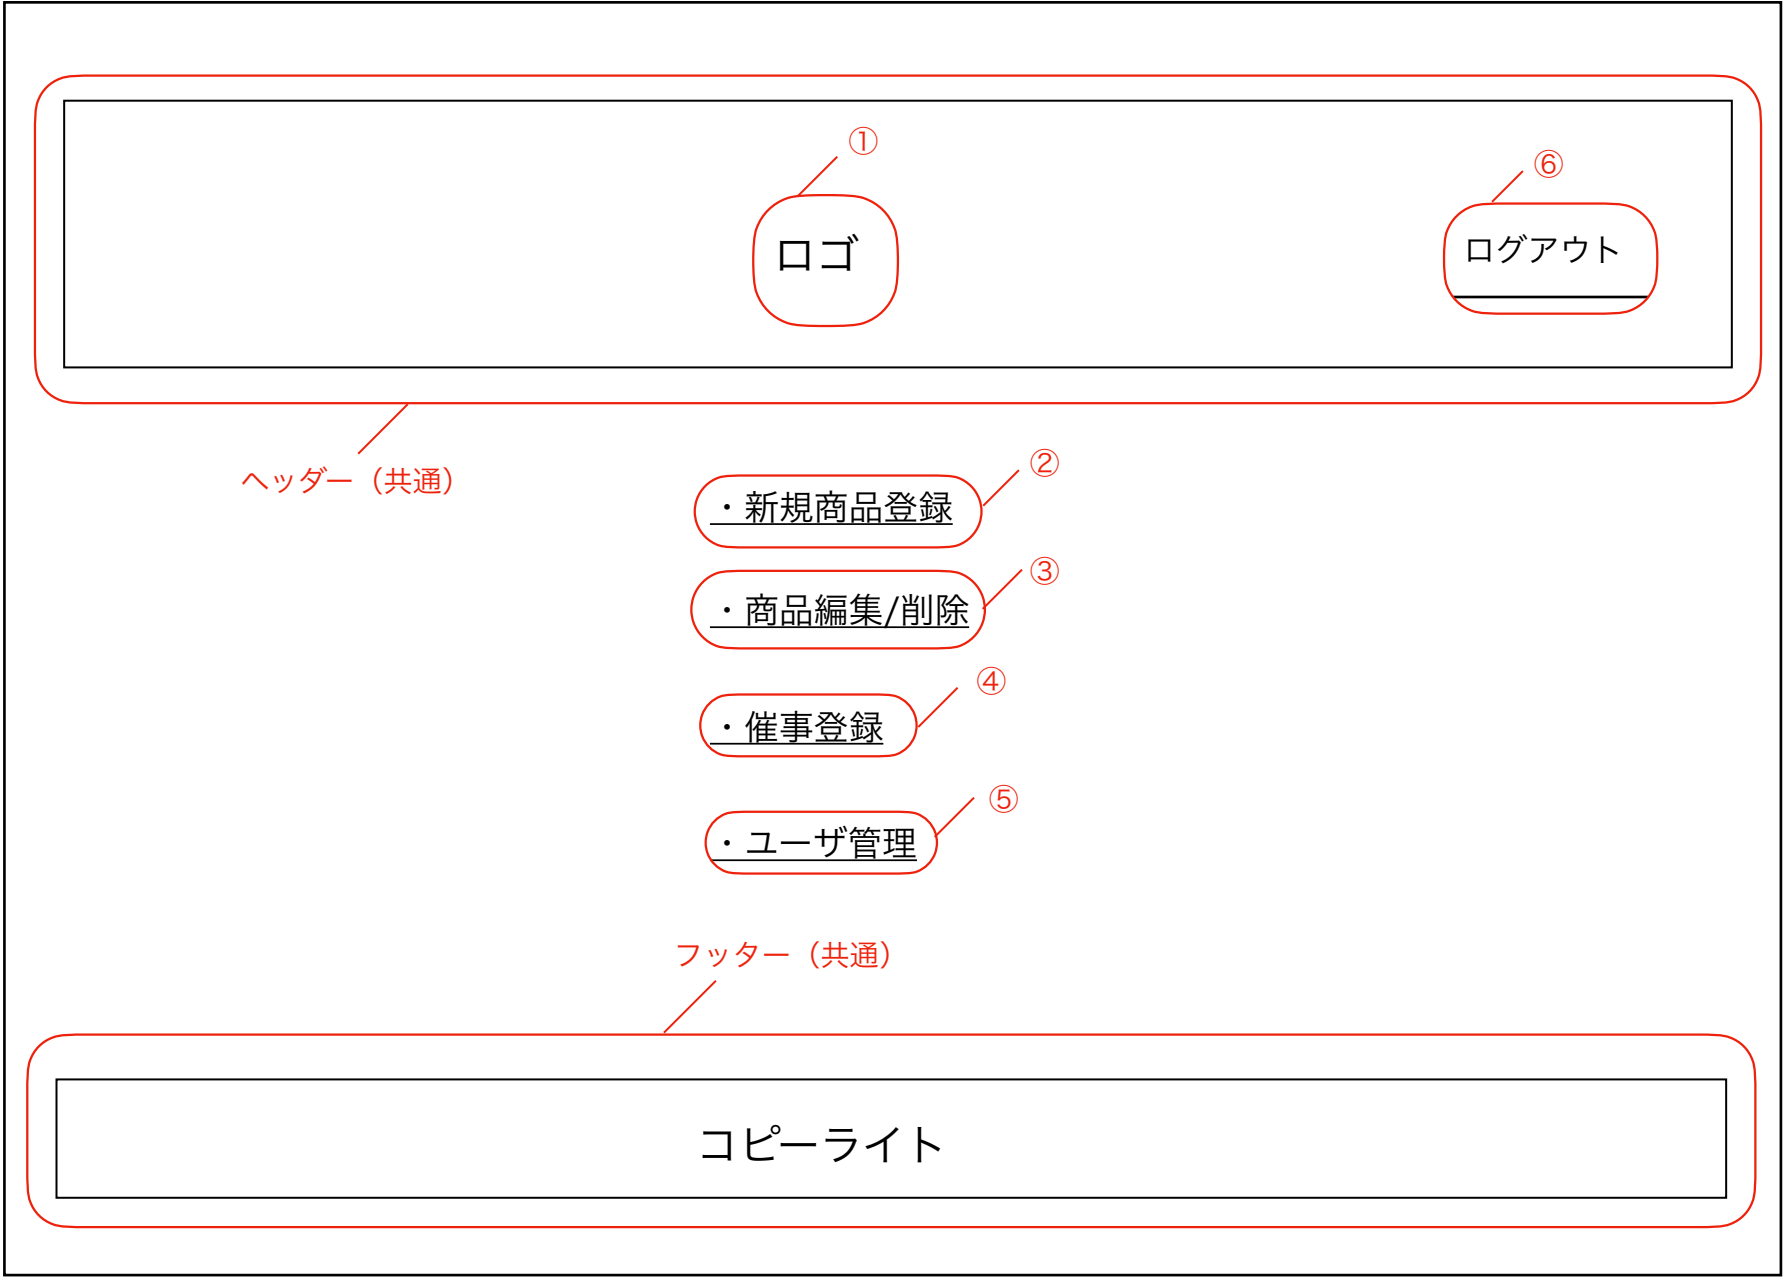 ①
⑥
ロゴ
ログアウト
ヘッダー（共通）
②
・新規商品登録
③
・商品編集/削除
④
・催事登録
⑤
・ユーザ管理
フッター（共通）
コピーライト